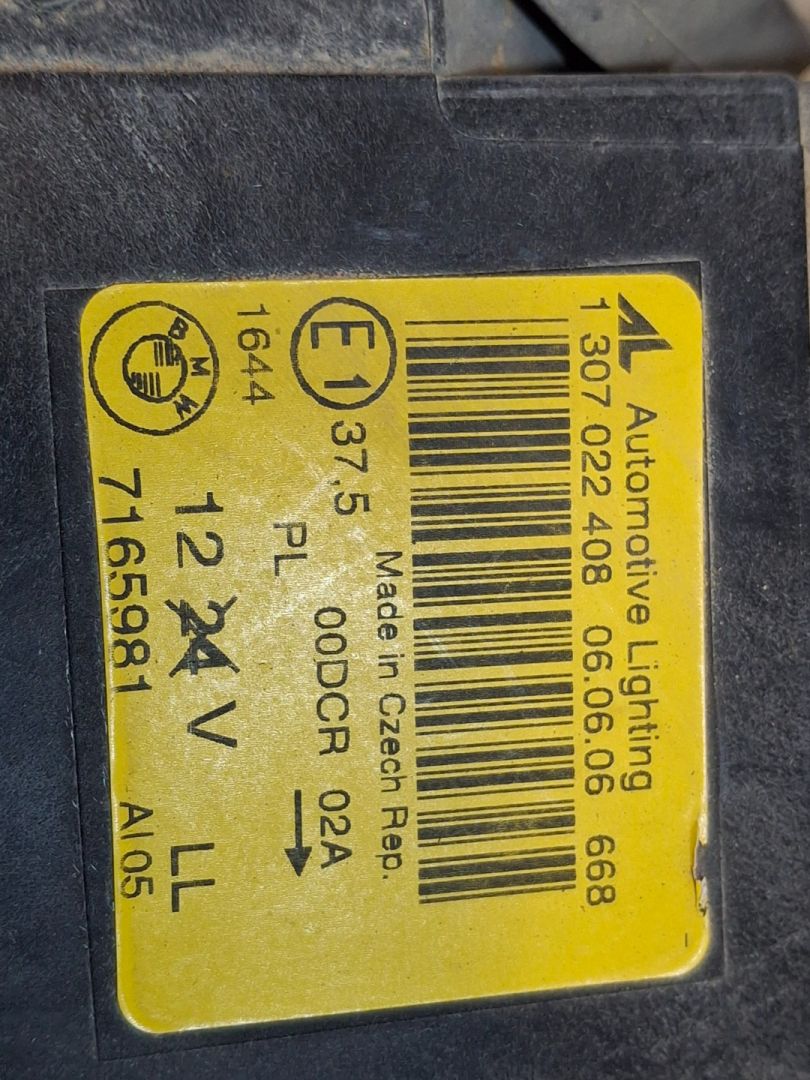 AL Automotive Lighting
1 307 022 408 06.06.06 668
Made in Czech Rep.
E1 37,5 00DCR 02A
PL →
1644
12 24 V LL
BMW 7165981 AI 05